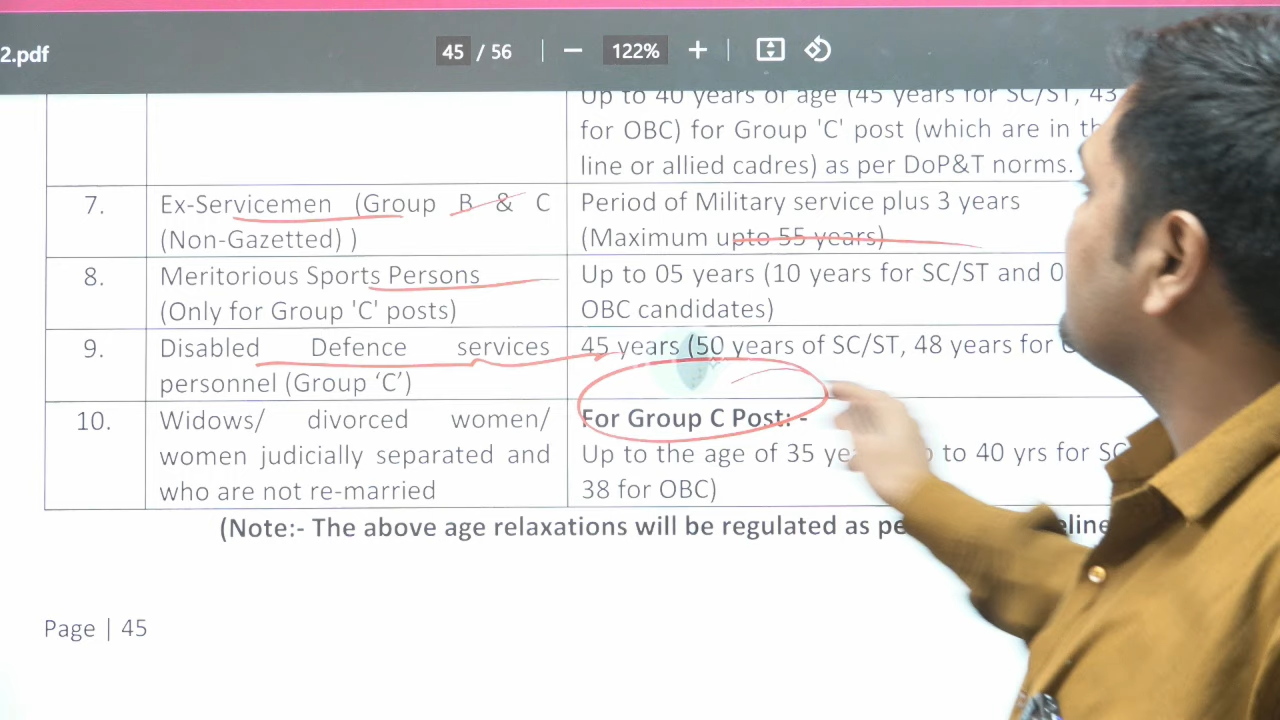 2.pdf
45 / 56
122%
Up to 40 years of age (45 years for SC/ST, 43
for OBC) for Group 'C' post (which are in
line or allied cadres) as per DoP&T norms.
7. Ex-Servicemen (Group B & C Period of Military service plus 3 years
(Non-Gazetted) ) (Maximum upto 55 years)
8. Meritorious Sports Persons Up to 05 years (10 years for SC/ST and
(Only for Group 'C' posts) OBC candidates)
9. Disabled Defence services 45 years (50 years of SC/ST, 48 years for
personnel (Group ‘C’)
10. Widows/ divorced women/ For Group C Post: -
women judicially separated and Up to the age of 35 to 40 yrs for
who are not re-married 38 for OBC)
(Note:- The above age relaxations will be regulated as
Page | 45